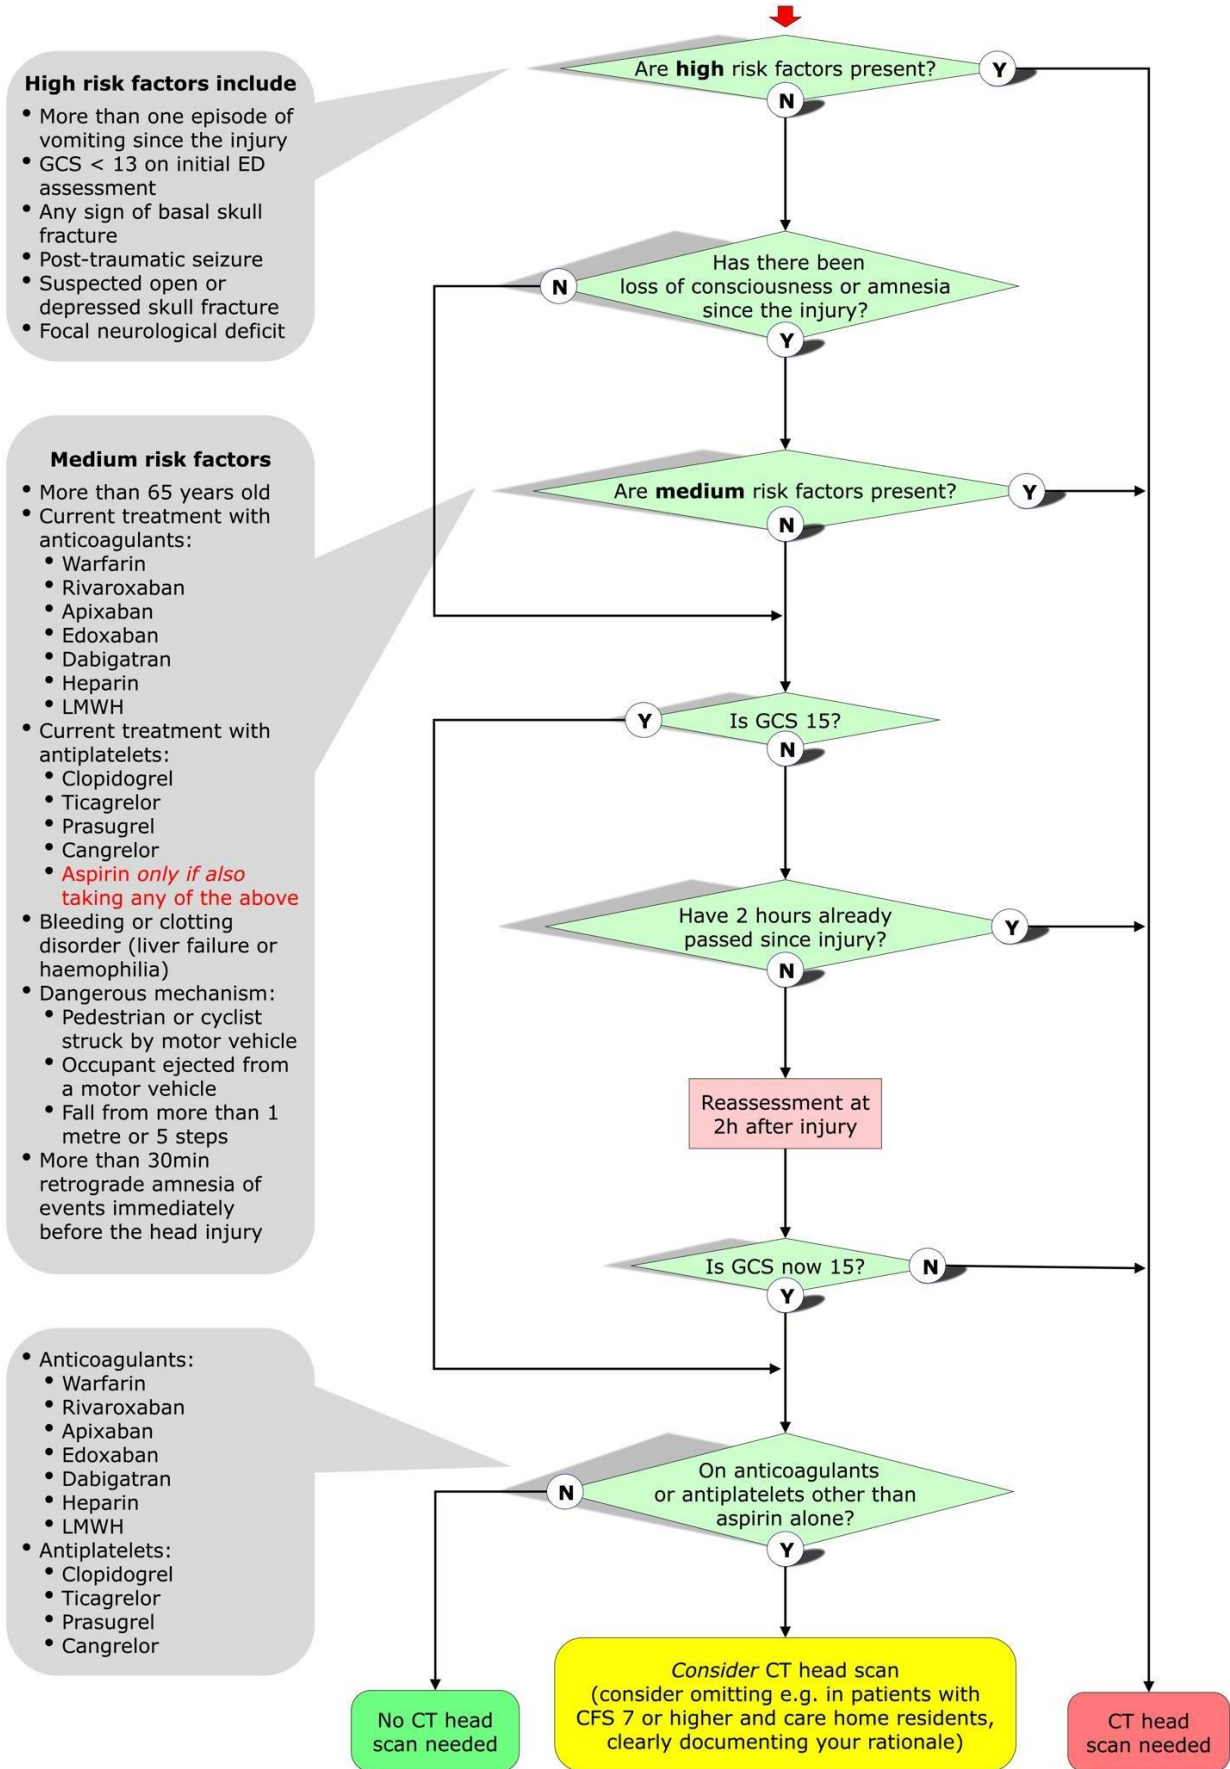 High risk factors include
• More than one episode of
vomiting since the injury
• GCS < 13 on initial ED
assessment
• Any sign of basal skull
fracture
• Post-traumatic seizure
• Suspected open or
depressed skull fracture
• Focal neurological deficit
Are high risk factors present?
Y
N
Has there been
loss of consciousness or amnesia
since the injury?
N
Y
Medium risk factors
• More than 65 years old
• Current treatment with
anticoagulants:
• Warfarin
• Rivaroxaban
• Apixaban
• Edoxaban
• Dabigatran
• Heparin
• LMWH
• Current treatment with
antiplatelets:
• Clopidogrel
• Ticagrelor
• Prasugrel
• Cangrelor
• Aspirin only if also
taking any of the above
• Bleeding or clotting
disorder (liver failure or
haemophilia)
• Dangerous mechanism:
• Pedestrian or cyclist
struck by motor vehicle
• Occupant ejected from
a motor vehicle
• Fall from more than 1
metre or 5 steps
• More than 30min
retrograde amnesia of
events immediately
before the head injury
Are medium risk factors present?
Y
N
Is GCS 15?
Y
N
Have 2 hours already
passed since injury?
Y
N
Reassessment at
2h after injury
Is GCS now 15?
N
Y
• Anticoagulants:
• Warfarin
• Rivaroxaban
• Apixaban
• Edoxaban
• Dabigatran
• Heparin
• LMWH
• Antiplatelets:
• Clopidogrel
• Ticagrelor
• Prasugrel
• Cangrelor
On anticoagulants
or antiplatelets other than
aspirin alone?
N
Y
No CT head
scan needed
Consider CT head scan
(consider omitting e.g. in patients with
CFS 7 or higher and care home residents,
clearly documenting your rationale)
CT head
scan needed